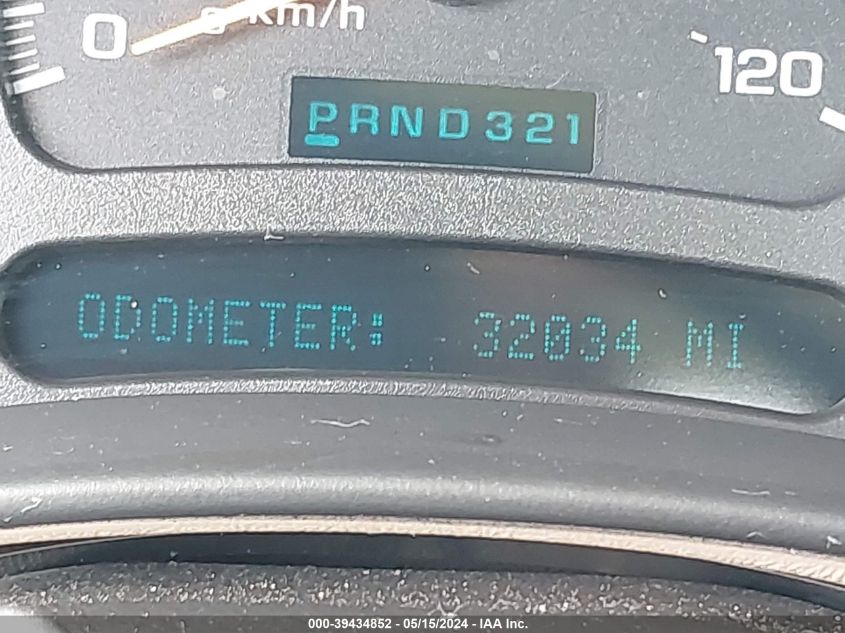 0 km/h 120
PRND321
ODOMETER: 32034 MI
000-39434852 - 05/15/2024 - IAA Inc.